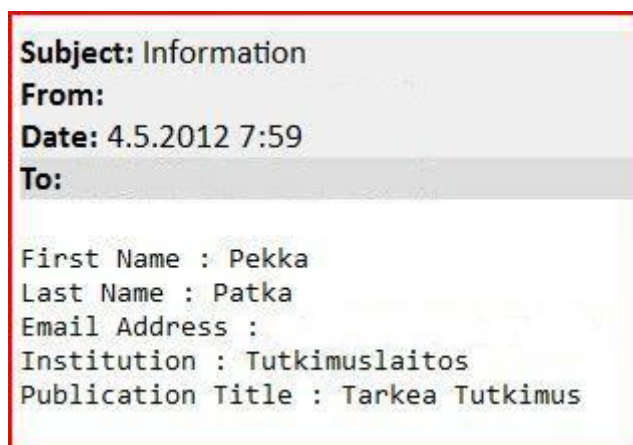 Subject: Information
From:
Date: 4.5.2012 7:59
To:
First Name : Pekka
Last Name : Patka
Email Address :
Institution : Tutkimuslaitos
Publication Title : Tarkea Tutkimus